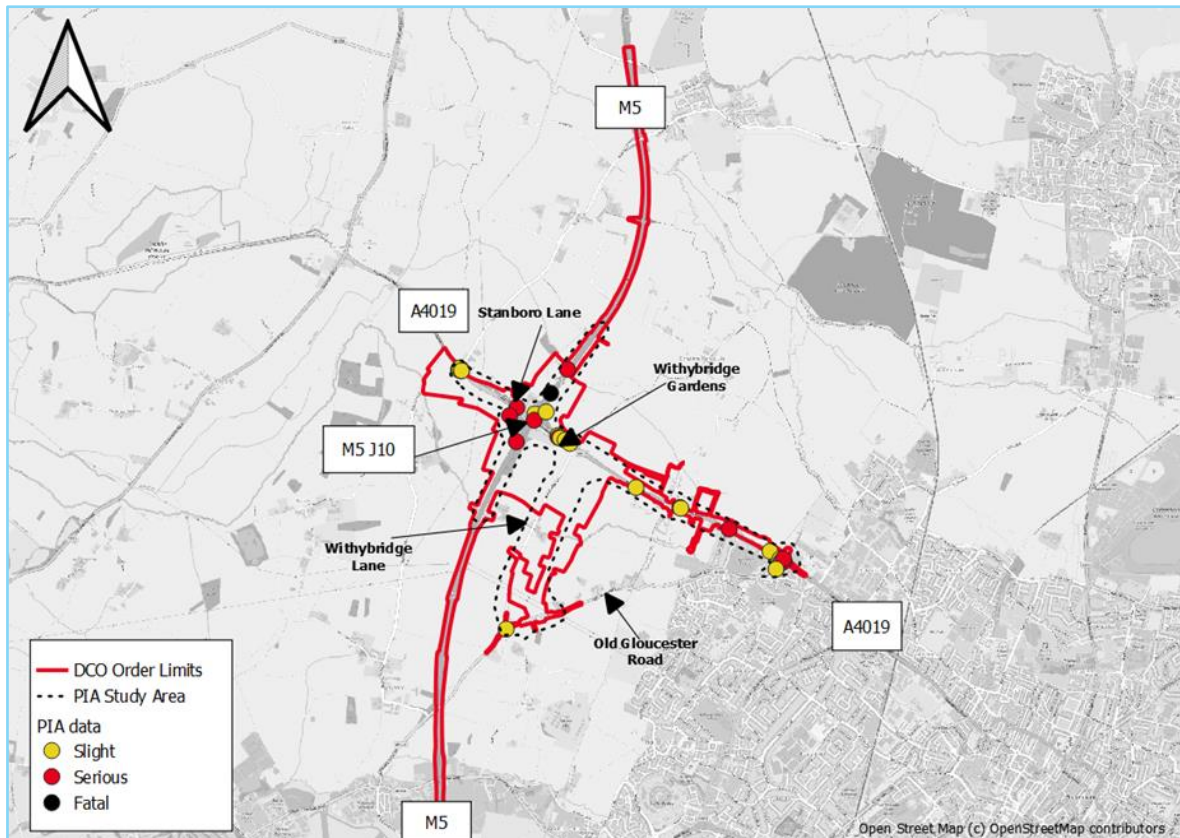 M5
A4019
Stanboro Lane
Withybridge
Gardens
M5 J10
Withybridge
Lane
Old Gloucester
Road
A4019
DCO Order Limits
PIA Study Area
PIA data
Slight
Serious
Fatal
M5
Open Street Map (c) OpenStreetMap contributors